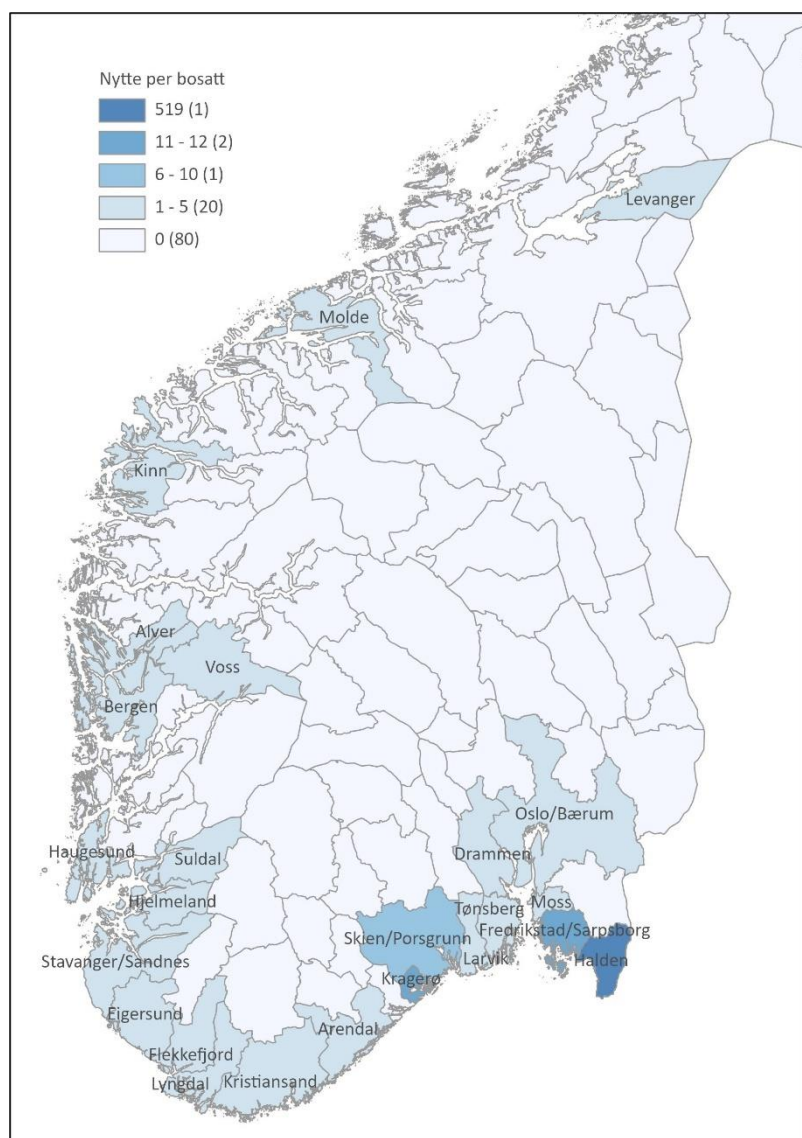 Nytte per bosatt
519 (1)
11 - 12 (2)
6 - 10 (1)
1 - 5 (20)
0 (80)
Levanger
Molde
Kinn
Alver
Voss
Bergen
Oslo/Bærum
Haugesund
Suldal
Drammen
Hjelmeland
Moss
Tønsberg
Fredrikstad/Sarpsborg
Skien/Porsgrunn
Stavanger/Sandnes
Larvik
Halden
Kragerø
Figersund
Arendal
Flekkefjord
Lyngdal
Kristiansand